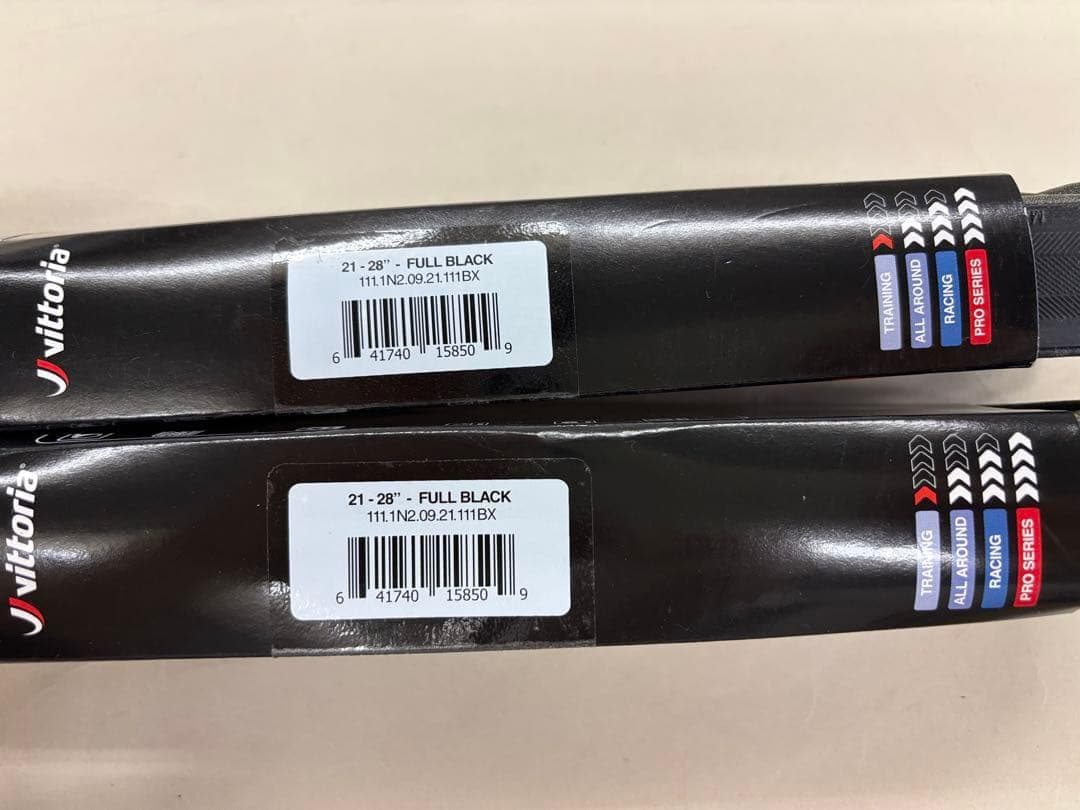 vittoria
21 - 28” - FULL BLACK
111.1N2.09.21.111BX
6 41740 15850 9
TRAINING
ALL AROUND
RACING
PRO SERIES
vittoria
21 - 28” - FULL BLACK
111.1N2.09.21.111BX
6 41740 15850 9
TRAINING
ALL AROUND
RACING
PRO SERIES